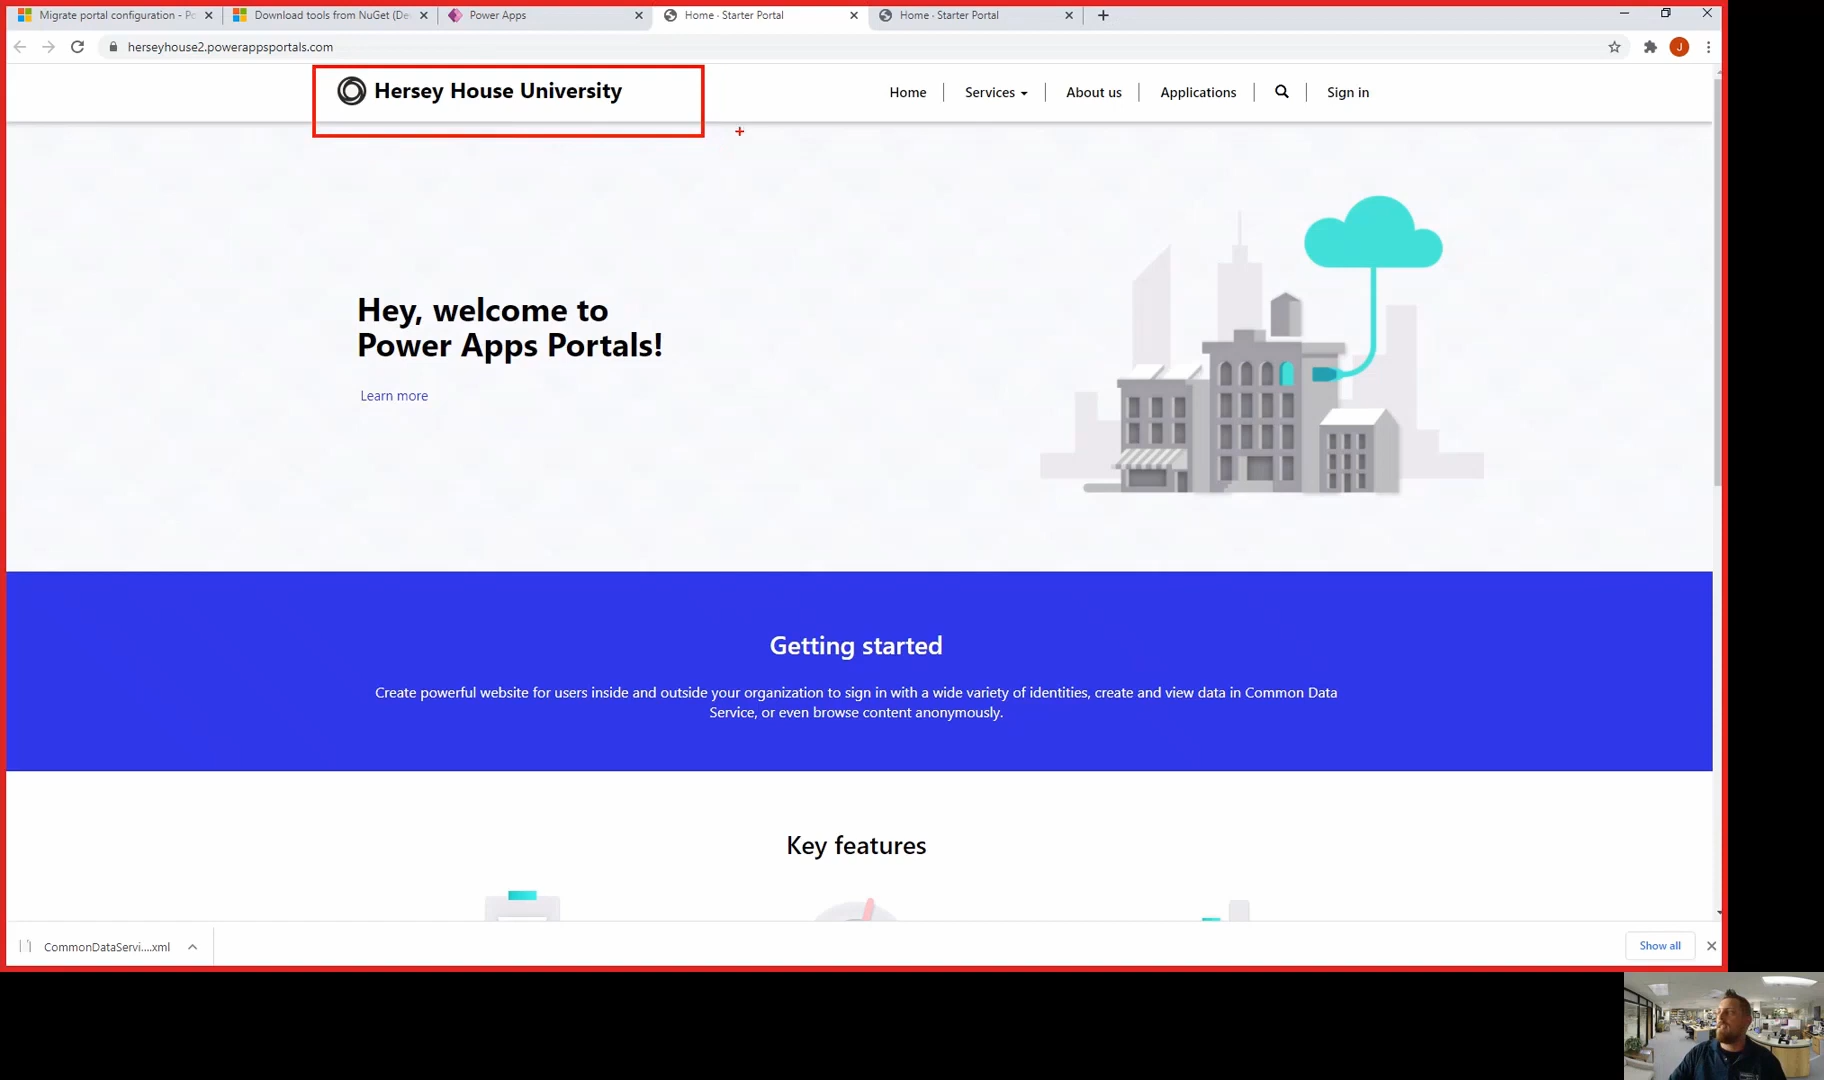 Migrate portal configuration - Po
Download tools from NuGet (De
Power Apps
Home · Starter Portal
Home · Starter Portal
herseyhouse2.powerappsportals.com
J
Hersey House University
Home
Services
About us
Applications
Sign in
Hey, welcome to
Power Apps Portals!
Learn more
Getting started
Create powerful website for users inside and outside your organization to sign in with a wide variety of identities, create and view data in Common Data
Service, or even browse content anonymously.
Key features
CommonDataServi....xml
Show all